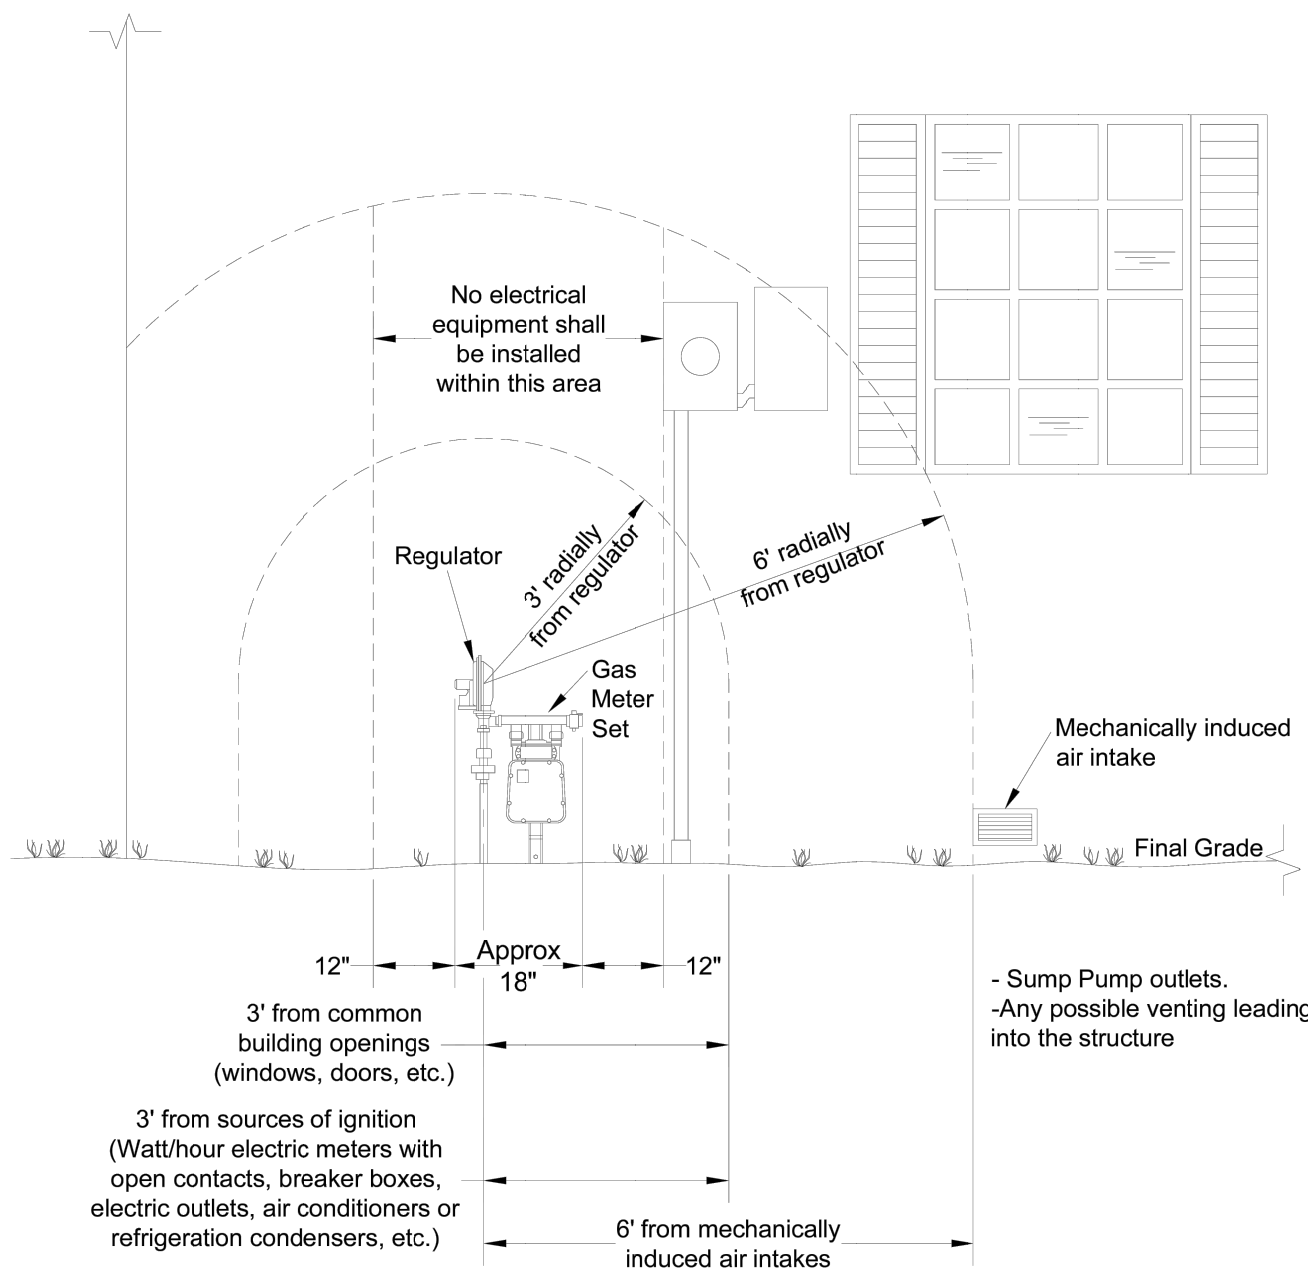 No electrical
equipment shall
be installed
within this area
Regulator
3' radially
from regulator
6' radially
from regulator
Gas
Meter
Set
Mechanically induced
air intake
Final Grade
12"
Approx
18"
12"
- Sump Pump outlets.
-Any possible venting leading
into the structure
3' from common
building openings
(windows, doors, etc.)
3' from sources of ignition
(Watt/hour electric meters with
open contacts, breaker boxes,
electric outlets, air conditioners or
refrigeration condensers, etc.)
6' from mechanically
induced air intakes